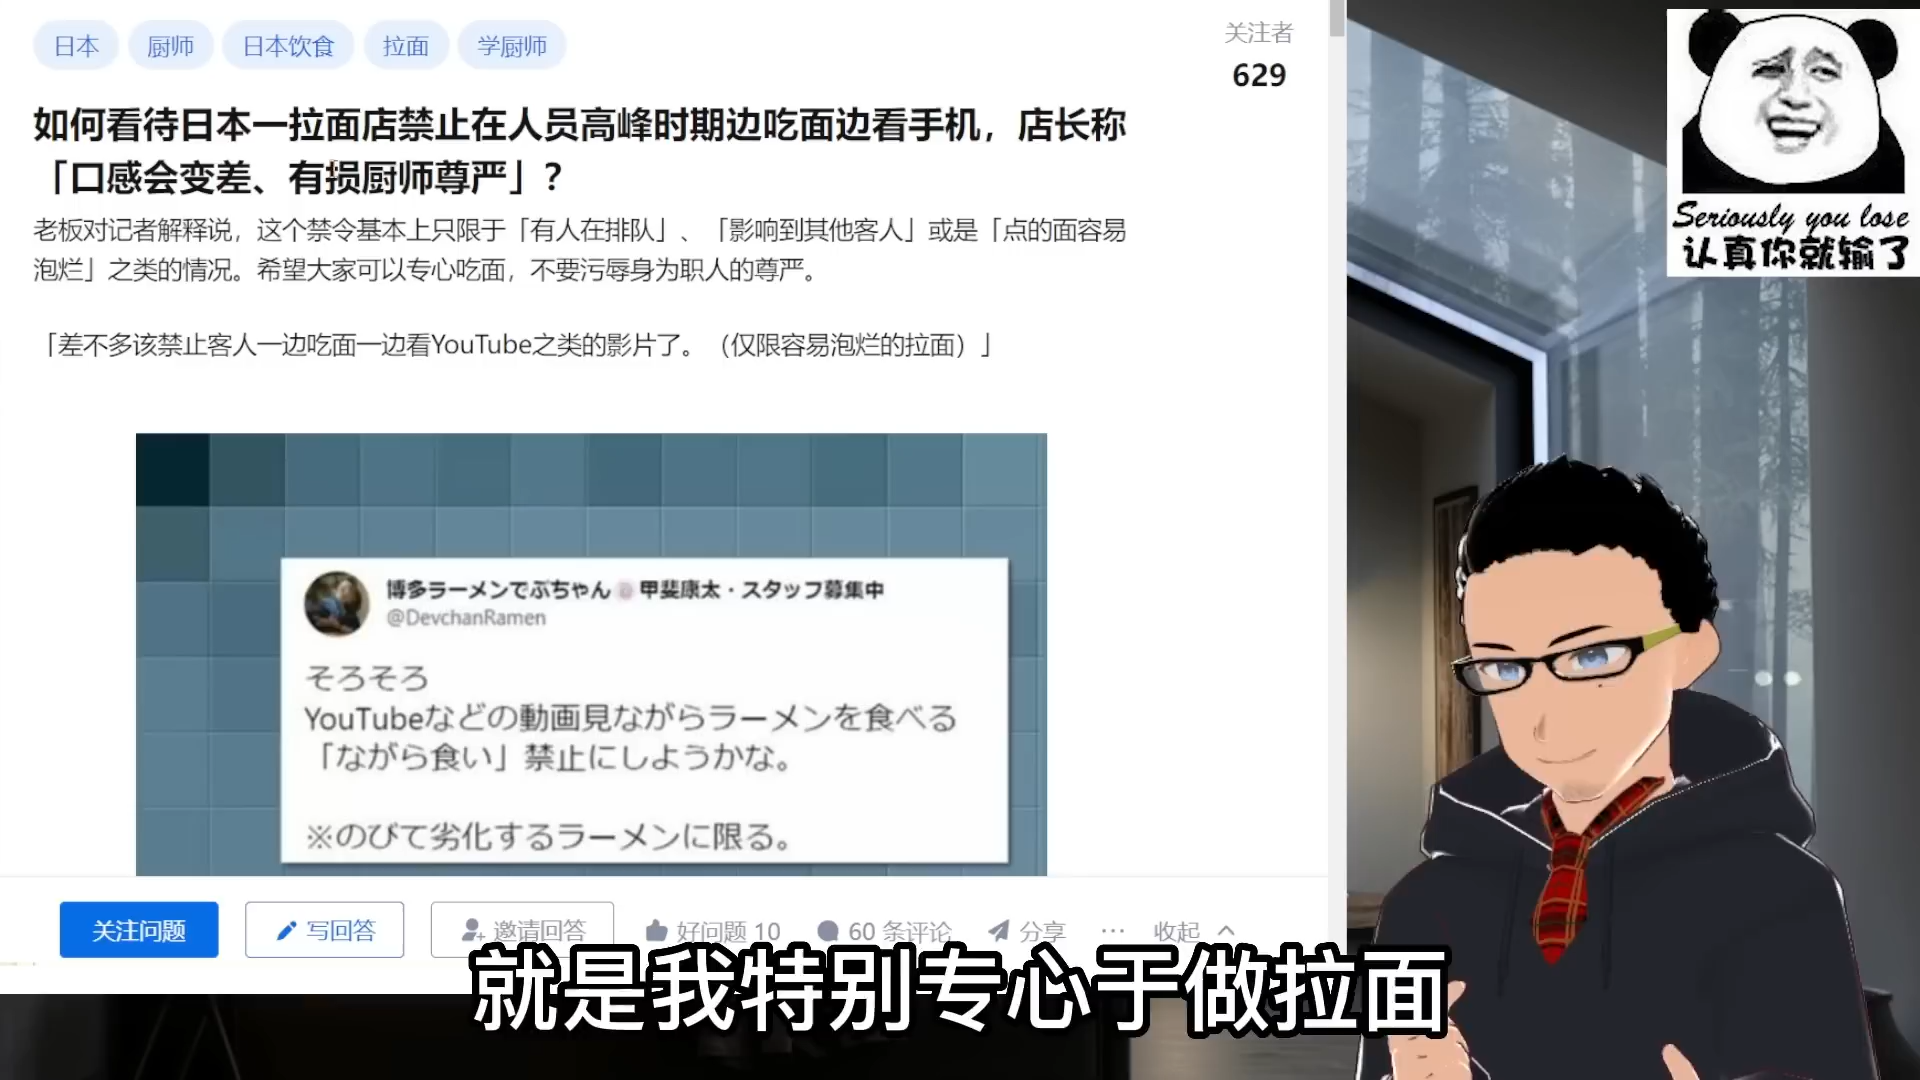 日本 厨师 日本饮食 拉面 学厨师
关注者
629
如何看待日本一拉面店禁止在人员高峰时期边吃面边看手机，店长称
「口感会变差、有损厨师尊严」？
老板对记者解释说，这个禁令基本上只限于「有人在排队」、「影响到其他客人」或是「点的面容易
泡烂」之类的情况。希望大家可以专心吃面，不要污辱身为职人的尊严。
「差不多该禁止客人一边吃面一边看YouTube之类的影片了。（仅限容易泡烂的拉面）」
博多ラーメンでぶちゃん🍥甲斐康太・スタッフ募集中
@DevchanRamen
そろそろ
YouTubeなどの動画見ながらラーメンを食べる
「ながら食い」禁止にしようかな。
※のびて劣化するラーメンに限る。
关注问题 写回答 邀请回答 好问题 10 60 条评论 分享 ··· 收起
就是我特别专心于做拉面
Seriously you lose
认真你就输了